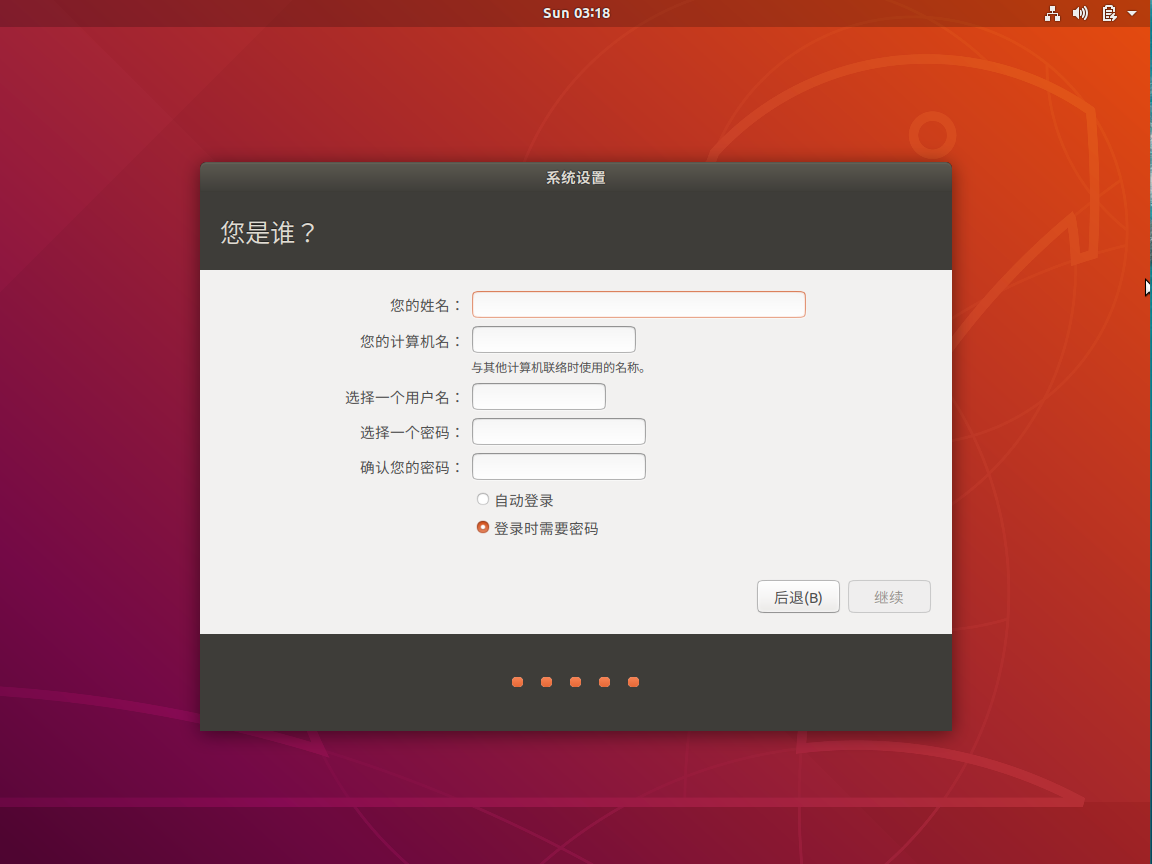 Sun 03:18
系统设置
您是谁？
您的姓名：
您的计算机名：
与其他计算机联络时使用的名称。
选择一个用户名：
选择一个密码：
确认您的密码：
自动登录
登录时需要密码
后退(B) 继续